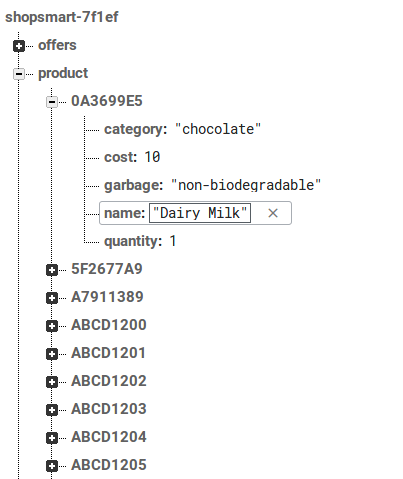 shopsmart-7f1ef
offers
product
0A3699E5
category: "chocolate"
cost: 10
garbage: "non-biodegradable"
name: "Dairy Milk" ×
quantity: 1
5F2677A9
A7911389
ABCD1200
ABCD1201
ABCD1202
ABCD1203
ABCD1204
ABCD1205